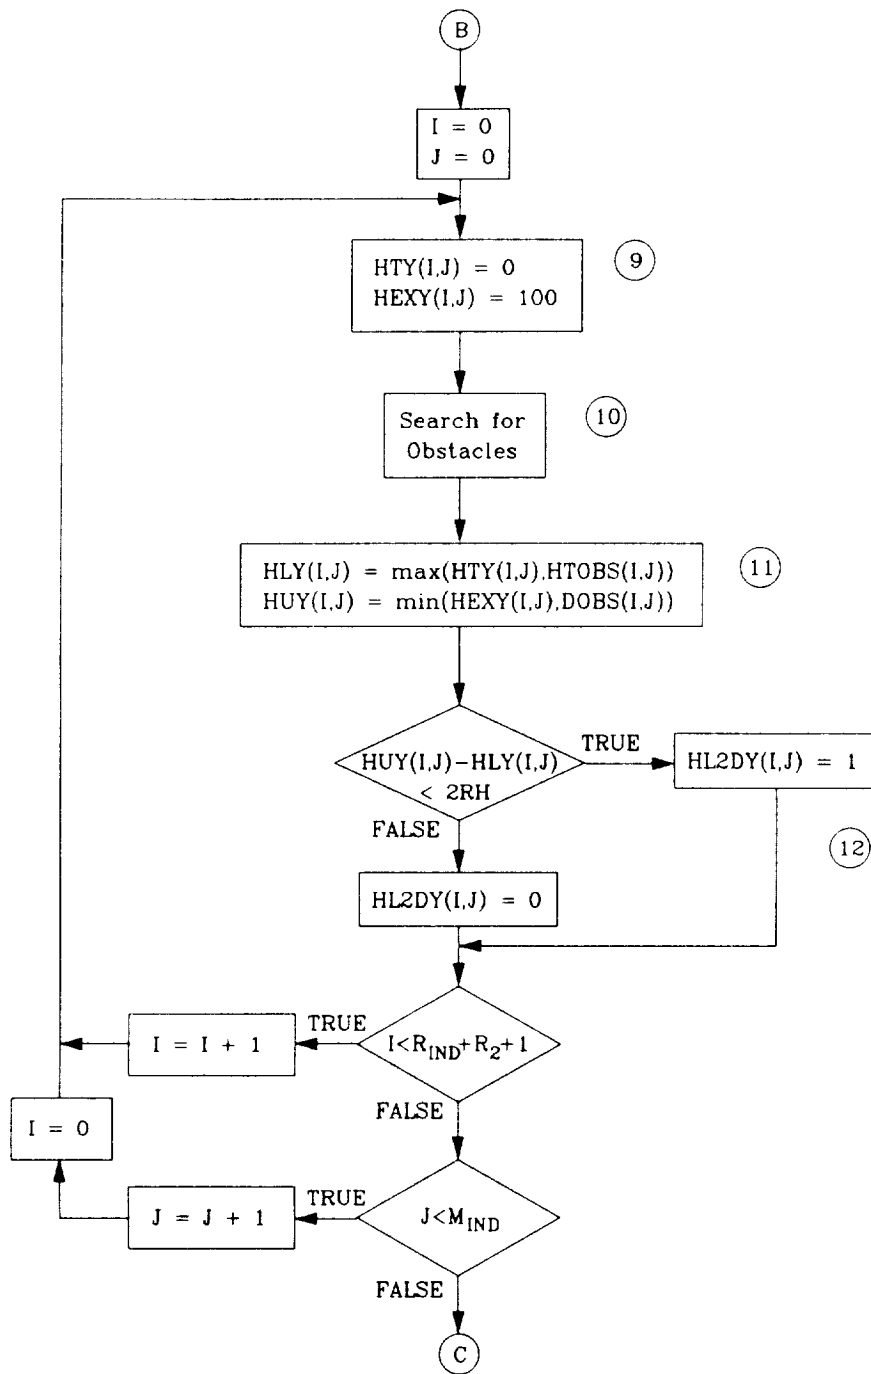 B
I = 0
J = 0
HTY(I,J) = 0
HEXY(I,J) = 100
9
Search for
Obstacles
10
HLY(I,J) = max(HTY(I,J),HTOBS(I,J))
HUY(I,J) = min(HEXY(I,J),DOBS(I,J))
11
HUY(I,J)-HLY(I,J)
< 2RH
TRUE
HL2DY(I,J) = 1
FALSE
12
HL2DY(I,J) = 0
I<R_IND+R_2+1
TRUE
I = I + 1
FALSE
I = 0
J<M_IND
TRUE
J = J + 1
FALSE
C